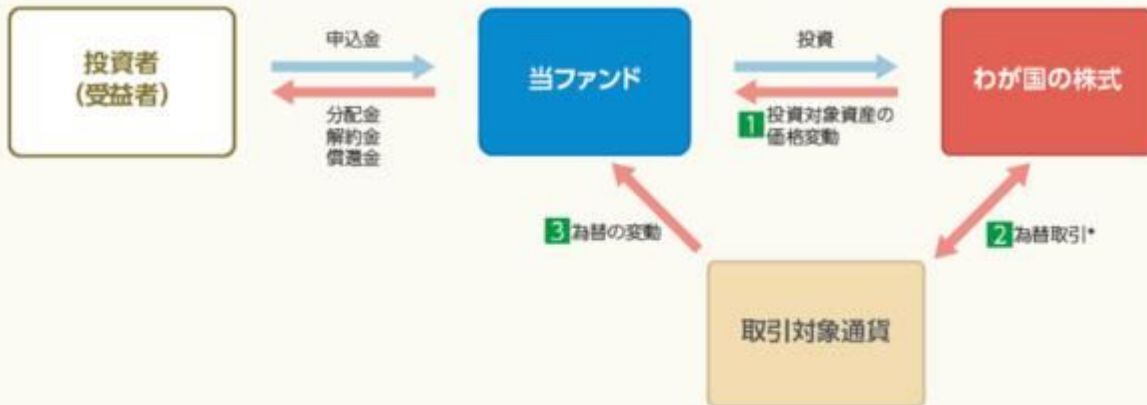 投資者
(受益者)
申込金
分配金
解約金
償還金
当ファンド
投資
1 投資対象資産の
価格変動
わが国の株式
3 為替の変動
2 為替取引*
取引対象通貨